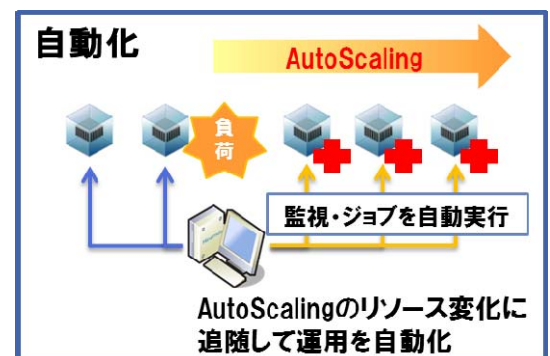 自動化
AutoScaling
負
荷
監視・ジョブを自動実行
AutoScalingのリソース変化に
追随して運用を自動化